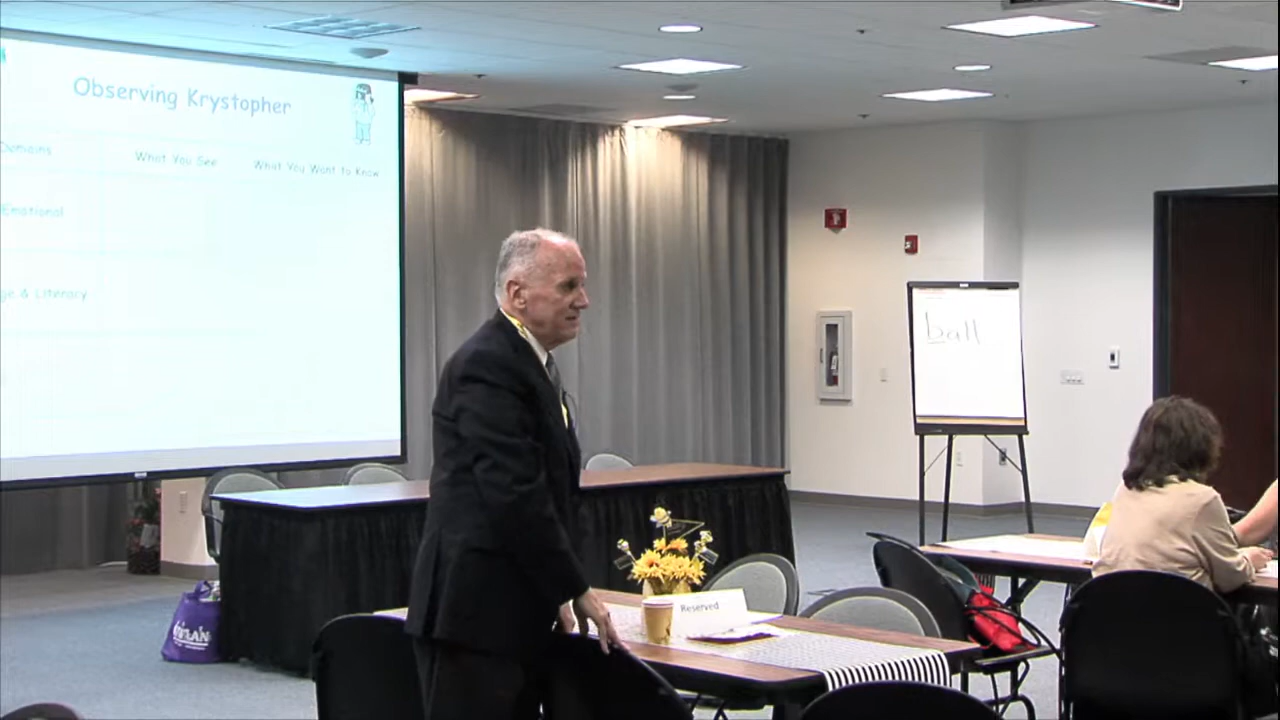 Observing Krystopher
Domains
What You See
What You Want to Know
Emotional
ge & Literacy
ball
Reserved